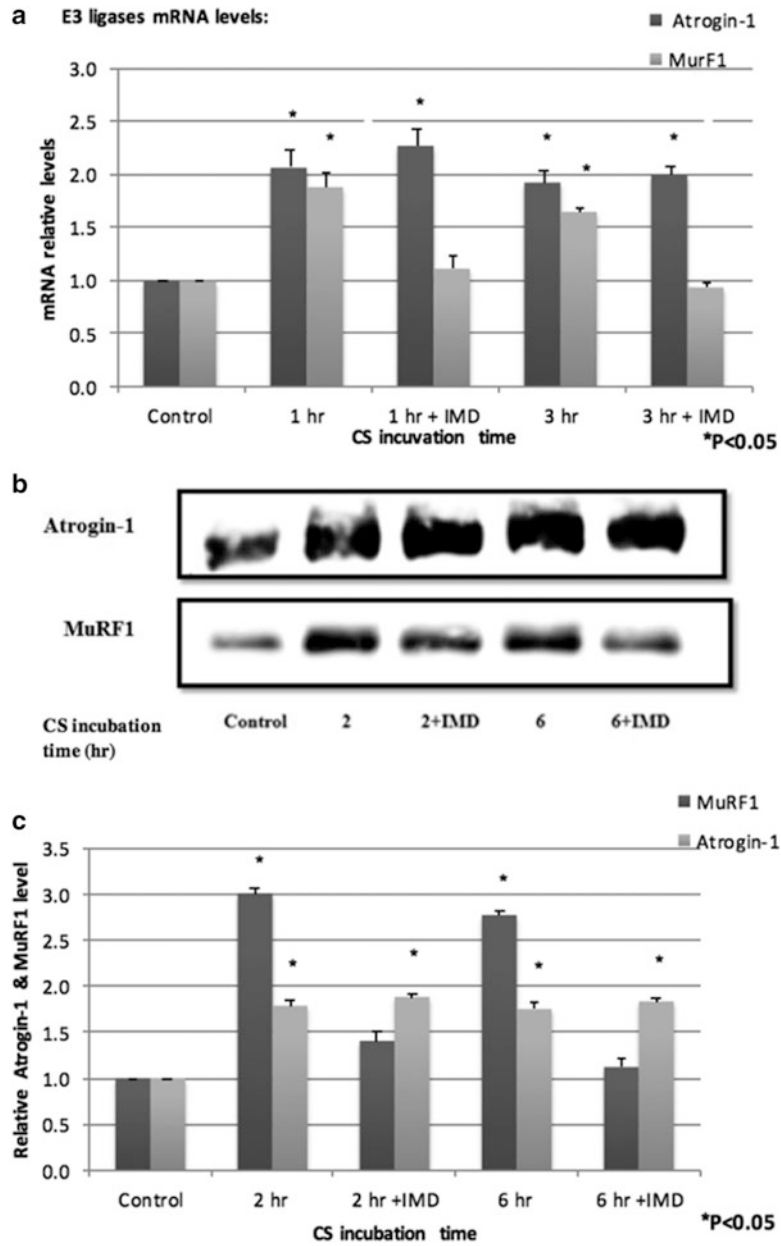 a
E3 ligases mRNA levels:
Atrogin-1
MurF1
mRNA relative levels
3.0
2.5
2.0
1.5
1.0
0.5
0.0
*
*
*
*
*
*
Control
1 hr
1 hr + IMD
3 hr
3 hr + IMD
CS incuvation time
*P<0.05
b
Atrogin-1
MuRF1
CS incubation
time (hr)
Control
2
2+IMD
6
6+IMD
c
MuRF1
Atrogin-1
Relative Atrogin-1 & MuRF1 level
3.5
3.0
2.5
2.0
1.5
1.0
0.5
0.0
*
*
*
*
*
*
Control
2 hr
2 hr +IMD
6 hr
6 hr +IMD
CS incubation time
*P<0.05